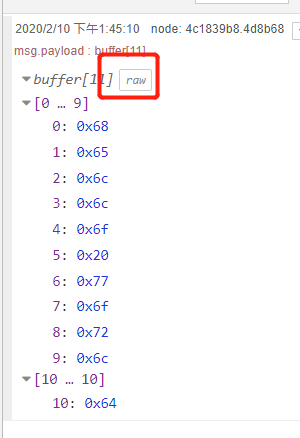 2020/2/10 下午1:45:10 node: 4c1839b8.4d8b68
msg.payload : buffer[11]
buffer[11] raw
[0 … 9]
0: 0x68
1: 0x65
2: 0x6c
3: 0x6c
4: 0x6f
5: 0x20
6: 0x77
7: 0x6f
8: 0x72
9: 0x6c
[10 … 10]
10: 0x64